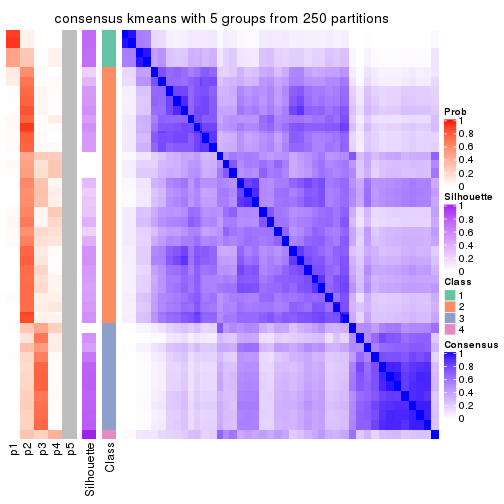 consensus kmeans with 5 groups from 250 partitions
Prob
1
0.8
0.6
0.4
0.2
0
Silhouette
1
0.8
0.6
0.4
0.2
0
Class
1
2
3
4
Consensus
1
0.8
0.6
0.4
0.2
0
p1
p2
p3
p4
p5
Silhouette
Class